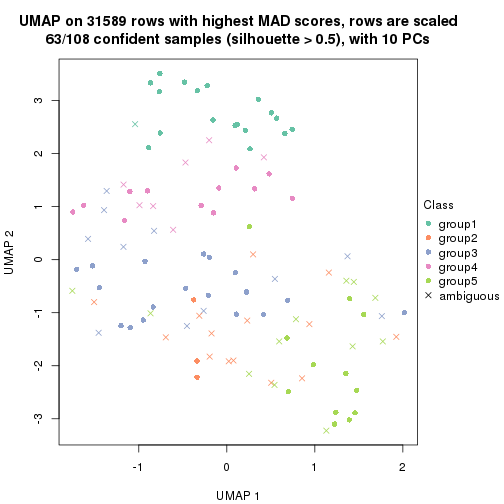 UMAP on 31589 rows with highest MAD scores, rows are scaled
63/108 confident samples (silhouette > 0.5), with 10 PCs
3
2
1
0
-1
-2
-3
UMAP 2
-1
0
1
2
UMAP 1
Class
group1
group2
group3
group4
group5
ambiguous